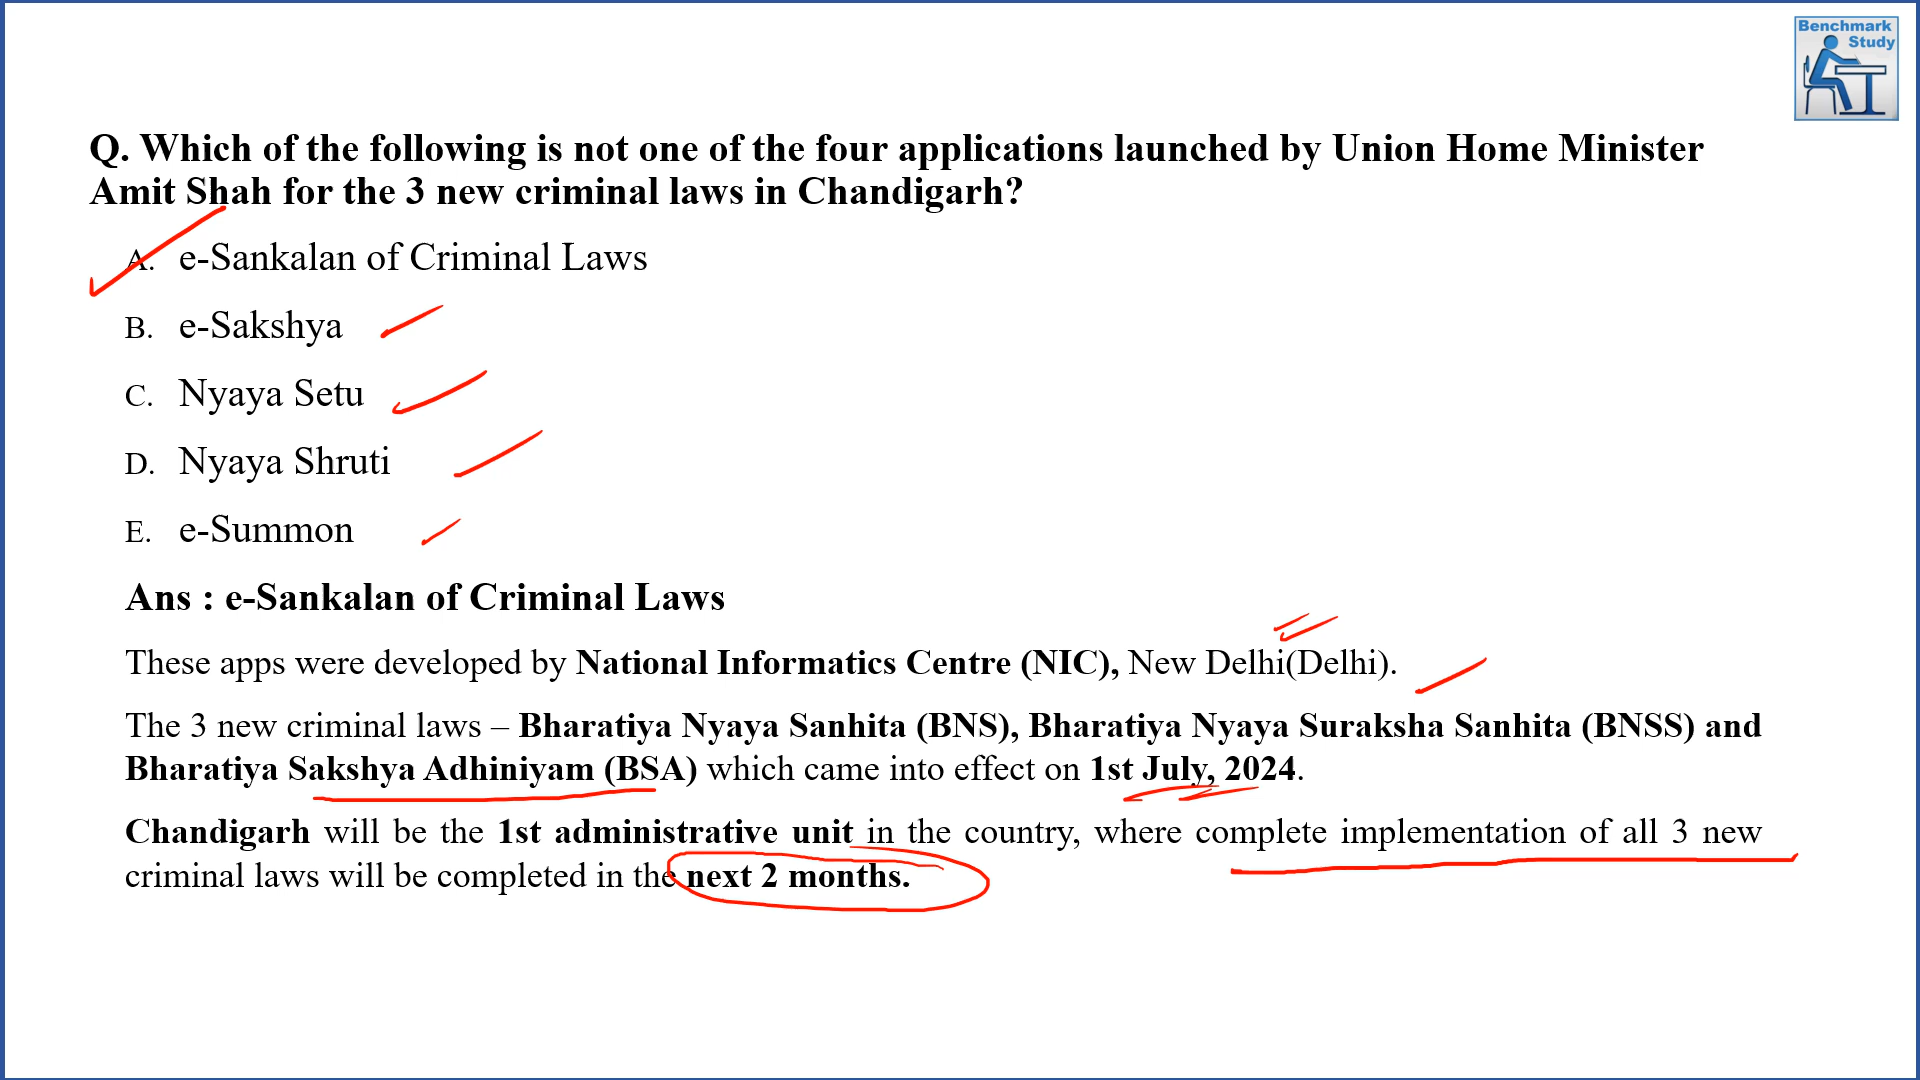 Benchmark
Study
Q. Which of the following is not one of the four applications launched by Union Home Minister
Amit Shah for the 3 new criminal laws in Chandigarh?
A. e-Sankalan of Criminal Laws
B. e-Sakshya
C. Nyaya Setu
D. Nyaya Shruti
E. e-Summon
Ans : e-Sankalan of Criminal Laws
These apps were developed by National Informatics Centre (NIC), New Delhi(Delhi).
The 3 new criminal laws – Bharatiya Nyaya Sanhita (BNS), Bharatiya Nyaya Suraksha Sanhita (BNSS) and
Bharatiya Sakshya Adhiniyam (BSA) which came into effect on 1st July, 2024.
Chandigarh will be the 1st administrative unit in the country, where complete implementation of all 3 new
criminal laws will be completed in the next 2 months.